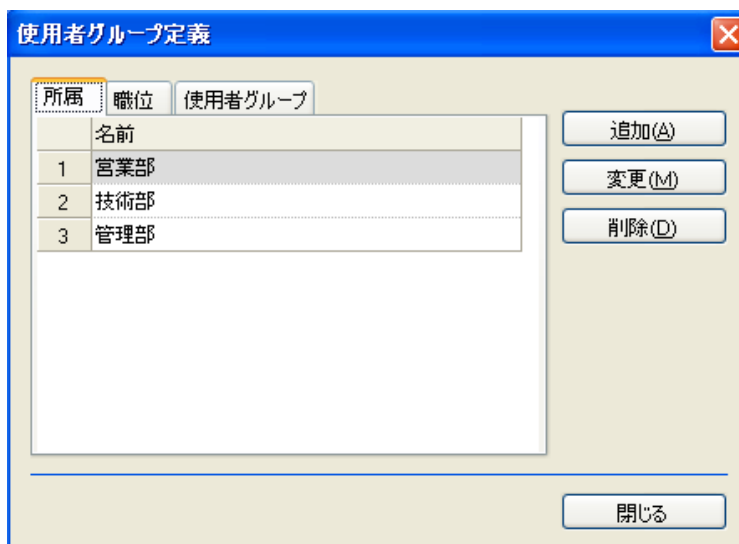 使用者グループ定義
所属 職位 使用者グループ
名前
1 営業部
2 技術部
3 管理部
追加(A)
変更(M)
削除(D)
閉じる